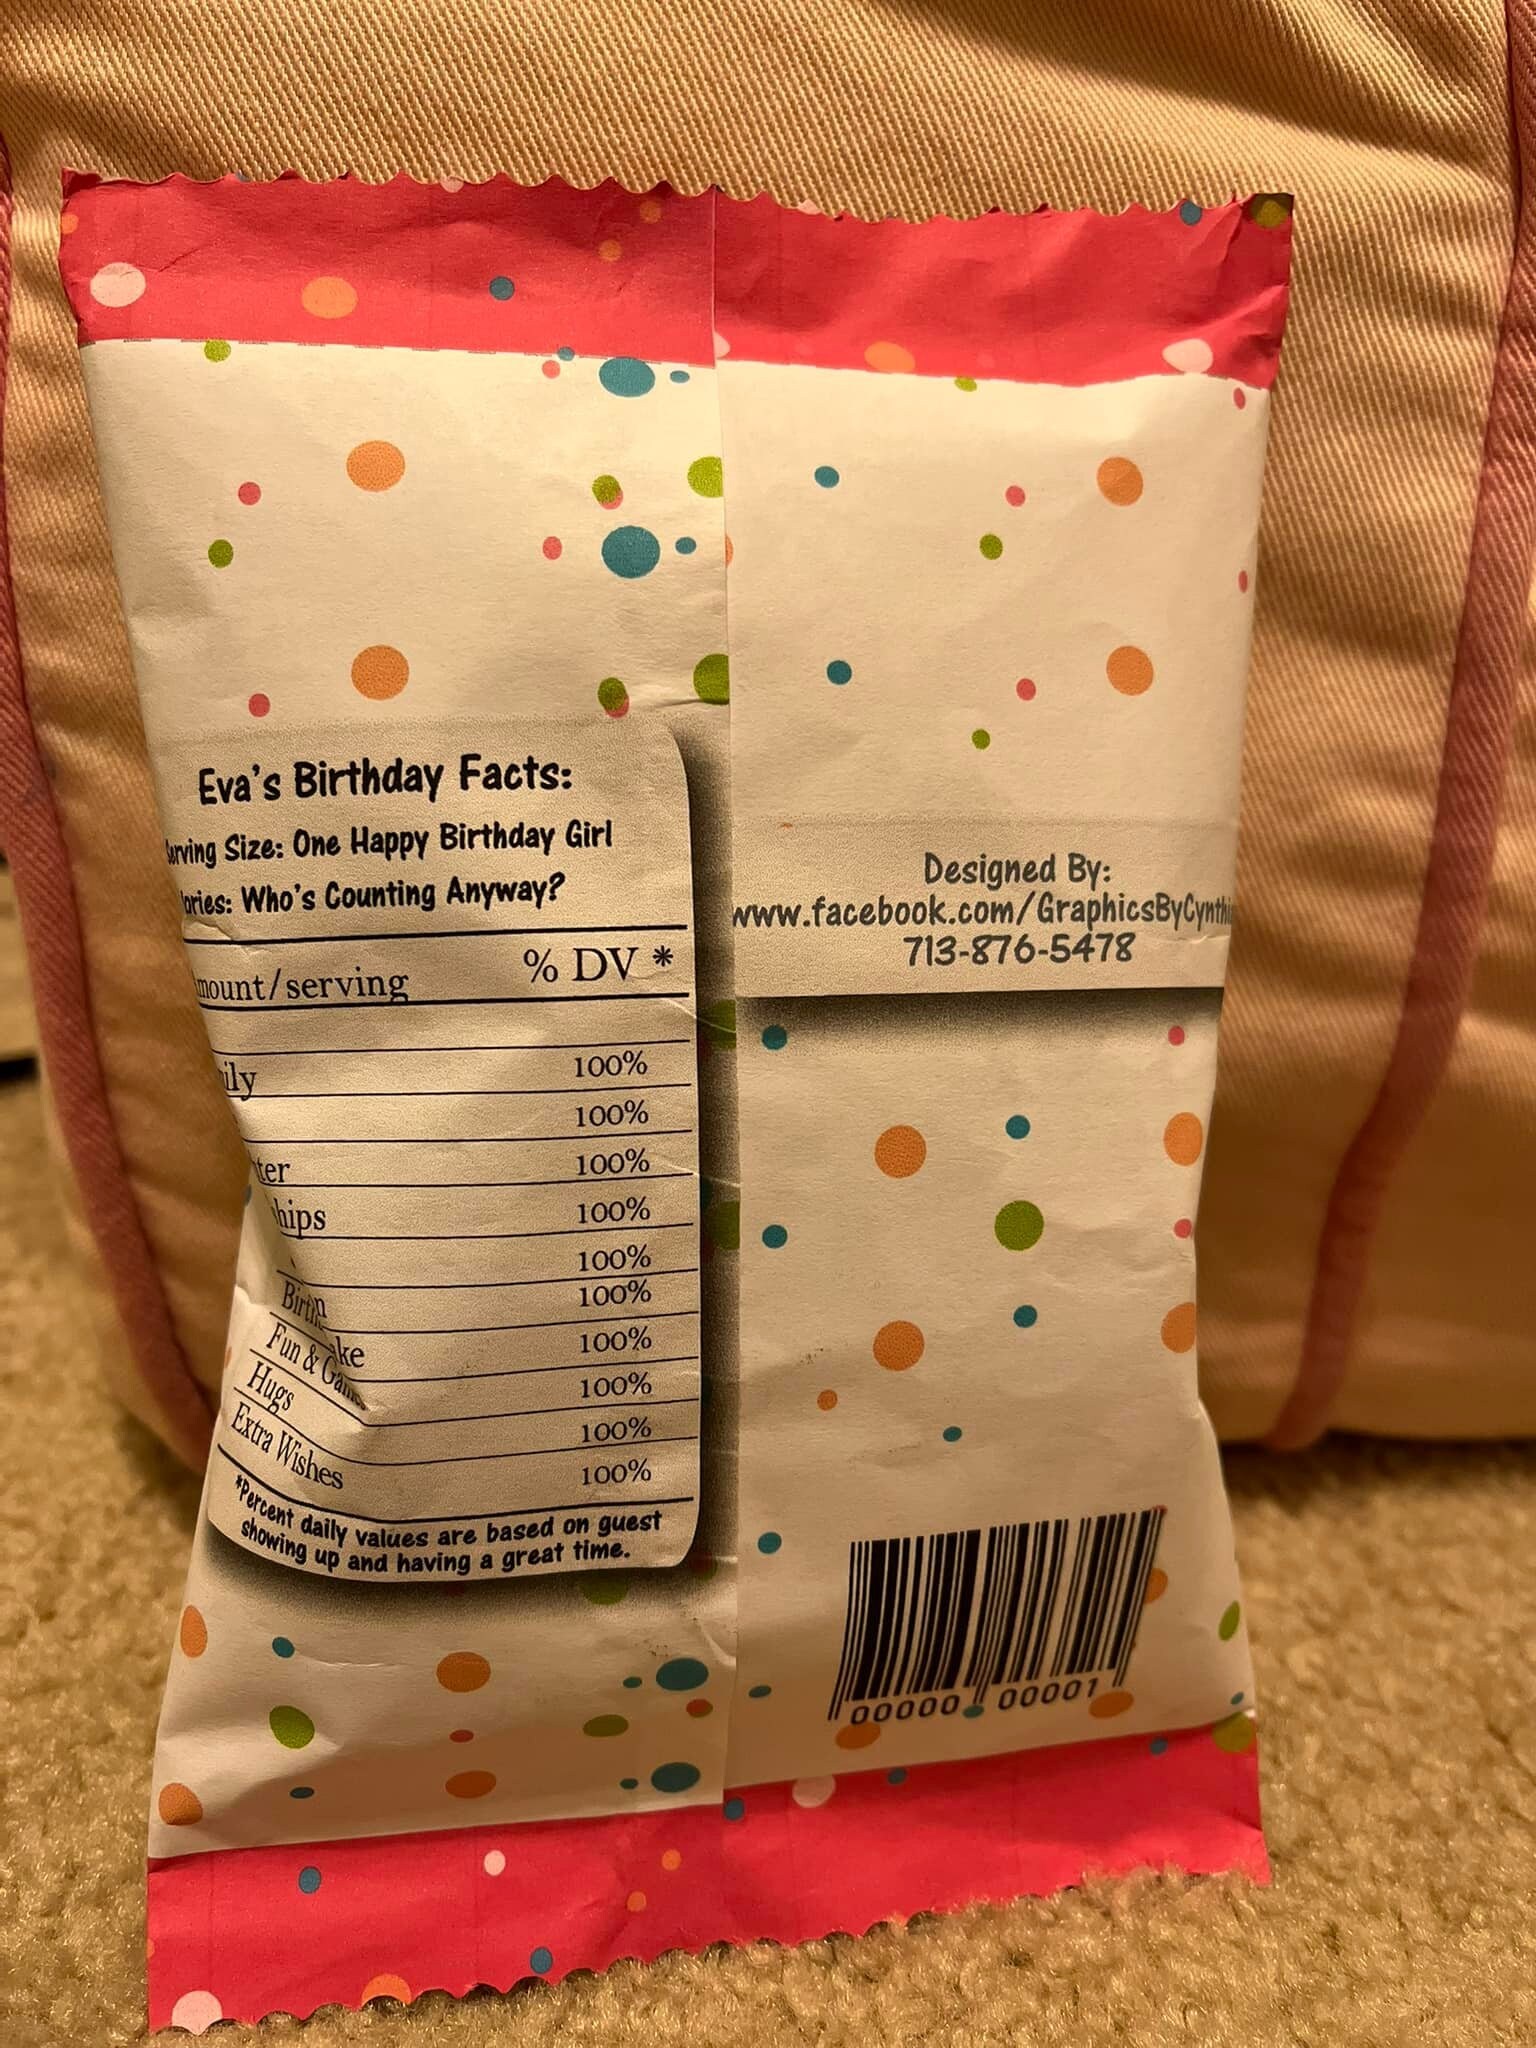 Eva's Birthday Facts:
Size: One Happy Birthday Girl
Who's Counting Anyway?
% DV *
/serving
100%
100%
100%
100%
100%
100%
100%
Fun &
100%
Hugs
100%
Extra Wishes
100%
*Percent daily values are based on guest
showing up and having a great time.
Designed By:
www.facebook.com/GraphicsByCynthi
713-876-5478
00000 00001